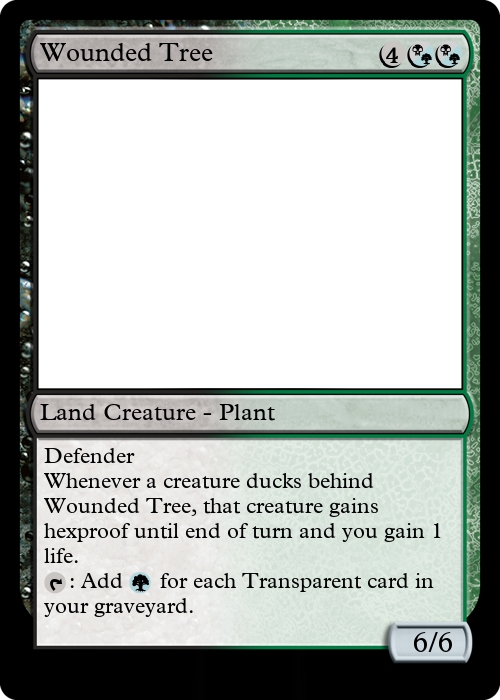 Wounded Tree 4
Land Creature - Plant
Defender
Whenever a creature ducks behind
Wounded Tree, that creature gains
hexproof until end of turn and you gain 1
life.
: Add for each Transparent card in
your graveyard.
6/6